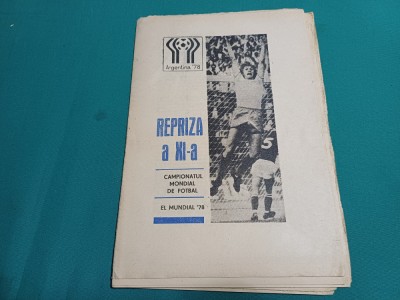 Argentina '78
REPRIZA
a XI-a
CAMPIONATUL
MONDIAL
DE FOTBAL
EL MUNDIAL '78
5